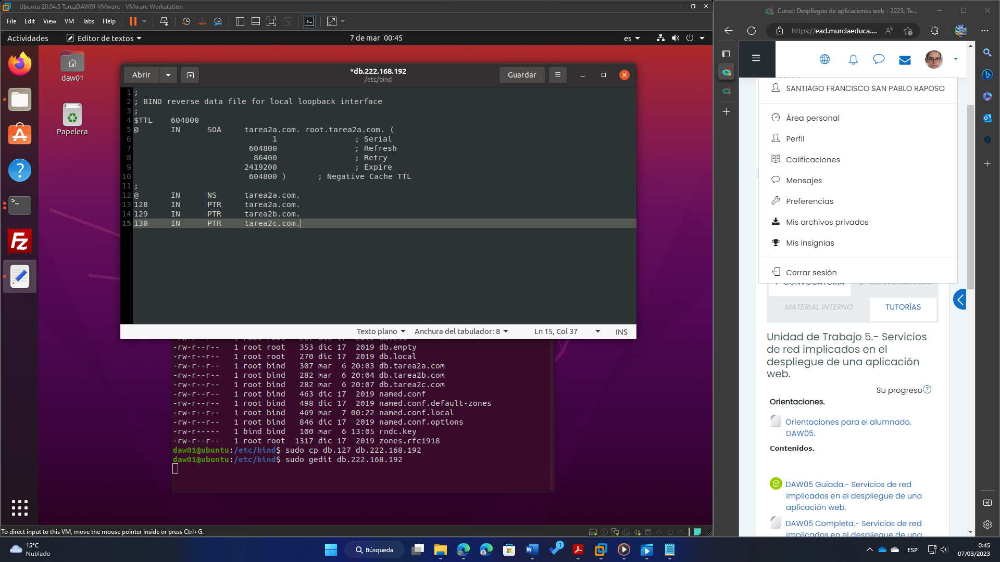 Ubuntu 20.04.5 TareaDAW01 VMware - VMware Workstation
File Edit View VM Tabs Help
Actividades
Editor de textos
7 de mar 00:45
es
daw01
Papelera
Abrir
*db.222.168.192
/etc/bind
Guardar
1 ;
2 ; BIND reverse data file for local loopback interface
3 ;
4 $TTL 604800
5 @ IN SOA tarea2a.com. root.tarea2a.com. (
6 1 ; Serial
7 604800 ; Refresh
8 86400 ; Retry
9 2419200 ; Expire
10 604800 ) ; Negative Cache TTL
11 ;
12 @ IN NS tarea2a.com.
13 128 IN PTR tarea2a.com.
14 129 IN PTR tarea2b.com.
15 130 IN PTR tarea2c.com.
Texto plano
Anchura del tabulador: 8
Ln 15, Col 37
INS
-rw-r--r-- 1 root root 353 dic 17 2019 db.empty
-rw-r--r-- 1 root root 270 dic 17 2019 db.local
-rw-r--r-- 1 root bind 307 mar 6 20:03 db.tarea2a.com
-rw-r--r-- 1 root bind 282 mar 6 20:04 db.tarea2b.com
-rw-r--r-- 1 root bind 282 mar 6 20:07 db.tarea2c.com
-rw-r--r-- 1 root bind 463 dic 17 2019 named.conf
-rw-r--r-- 1 root bind 498 dic 17 2019 named.conf.default-zones
-rw-r--r-- 1 root bind 469 mar 7 00:22 named.conf.local
-rw-r--r-- 1 root bind 846 dic 17 2019 named.conf.options
-rw-r----- 1 bind bind 100 mar 6 13:05 rndc.key
-rw-r--r-- 1 root root 1317 dic 17 2019 zones.rfc1918
daw01@ubuntu:/etc/bind$ sudo cp db.127 db.222.168.192
daw01@ubuntu:/etc/bind$ sudo gedit db.222.168.192
To direct input to this VM, move the mouse pointer inside or press Ctrl+G.
Curso: Despliegue de aplicaciones web - 2223, Te...
https://ead.murciaeduca....
SANTIAGO FRANCISCO SAN PABLO RAPOSO
Área personal
Perfil
Calificaciones
Mensajes
Preferencias
Mis archivos privados
Mis insignias
Cerrar sesión
MATERIAL INTERNO
TUTORÍAS
Unidad de Trabajo 5.- Servicios
de red implicados en el
despliegue de una aplicación
web.
Su progreso
Orientaciones.
Orientaciones para el alumnado.
DAW05.
Contenidos.
DAW05 Guiada.- Servicios de red
implicados en el despliegue de una
aplicación web.
DAW05 Completa.- Servicios de red
implicados en el despliegue de una
15°C
Nublado
Búsqueda
1
ESP
0:45
07/03/2023